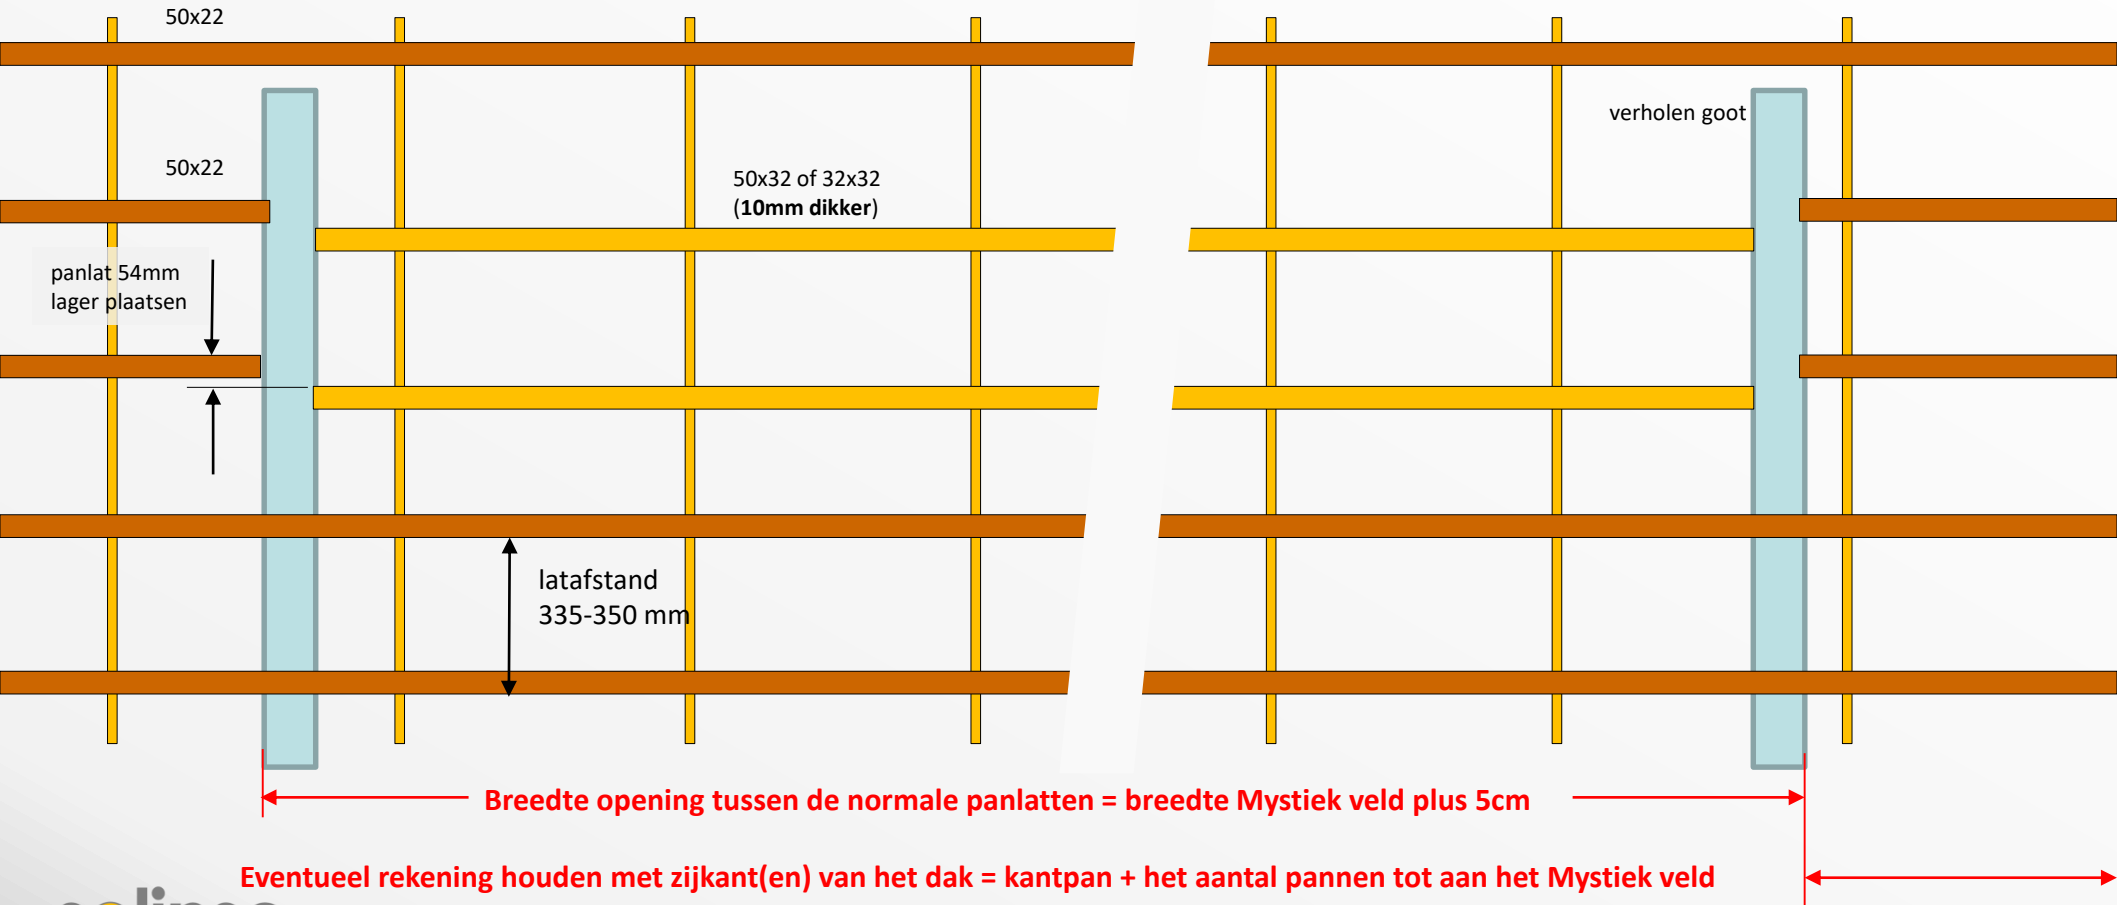 50x22
verholen goot
50x22
50x32 of 32x32
(10mm dikker)
panlat 54mm
lager plaatsen
latafstand
335-350 mm
Breedte opening tussen de normale panlatten = breedte Mystiek veld plus 5cm
Eventueel rekening houden met zijkant(en) van het dak = kantpan + het aantal pannen tot aan het Mystiek veld